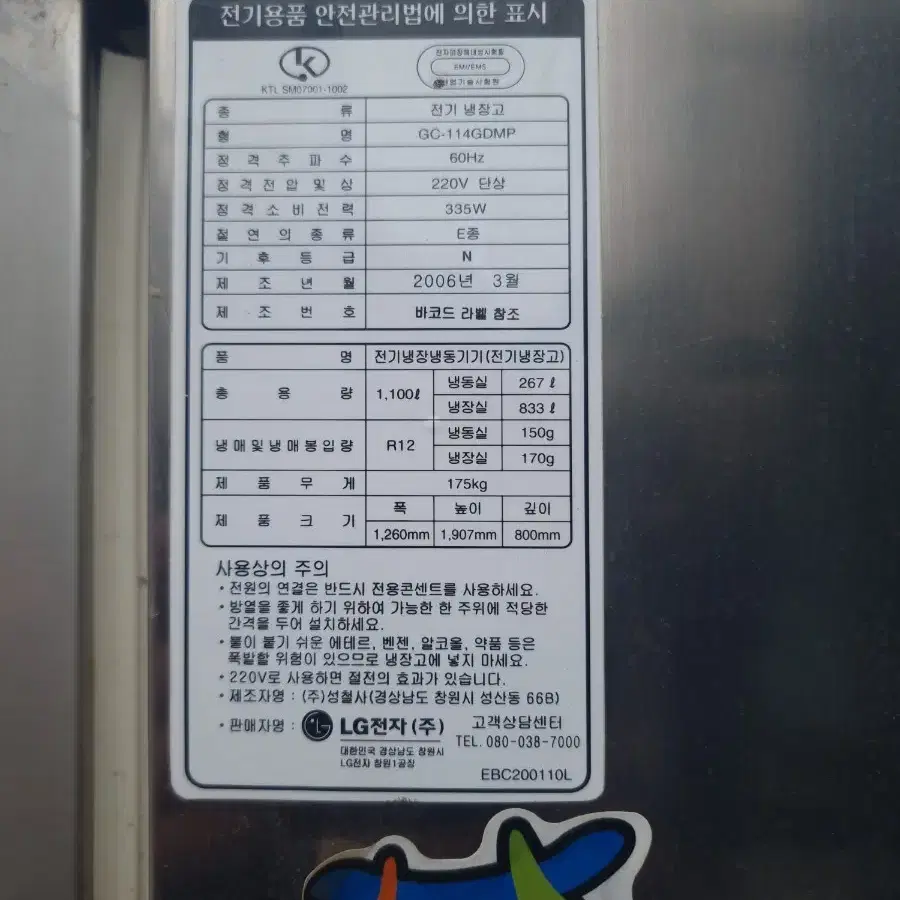 전기용품 안전관리법에 의한 표시
KTL SM07001-1002
EMI/EMS
종 류 전기 냉장고
형 명 GC-114GDMP
정 격 주 파 수 60Hz
정 격 전 압 및 상 220V 단상
정 격 소 비 전 력 335W
절 연 의 종 류 E종
기 후 등 급 N
제 조 년 월 2006년 3월
제 조 번 호 바코드 라벨 참조
품 명 전기냉장냉동기기(전기냉장고)
총 용 량 1,100ℓ 냉동실 267 ℓ
냉장실 833 ℓ
냉 매 및 냉 매 봉 입 량 R12 냉동실 150g
냉장실 170g
제 품 무 게 175kg
제 품 크 기 폭 높이 깊이
1,260mm 1,907mm 800mm
사용상의 주의
• 전원의 연결은 반드시 전용콘센트를 사용하세요.
• 방열을 좋게 하기 위하여 가능한 한 주위에 적당한
간격을 두어 설치하세요.
• 불이 붙기 쉬운 에테르, 벤젠, 알코올, 약품 등은
폭발할 위험이 있으므로 냉장고에 넣지 마세요.
• 220V로 사용하면 절전의 효과가 있습니다.
• 제조자명 : (주)성철사(경상남도 창원시 성산동 66B)
• 판매자명 : LG전자(주) 고객상담센터
TEL. 080-038-7000
대한민국 경상남도 창원시
LG전자 창원1공장
EBC200110L